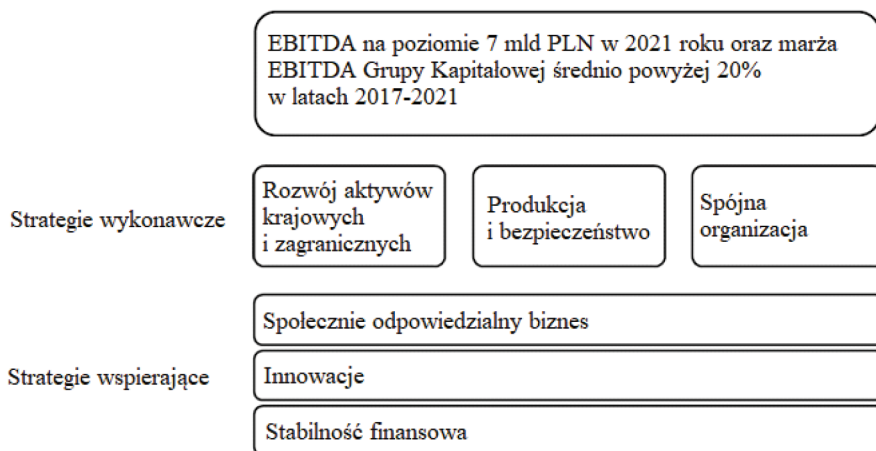 EBITDA na poziomie 7 mld PLN w 2021 roku oraz marża
EBITDA Grupy Kapitałowej średnio powyżej 20%
w latach 2017-2021
Strategie wykonawcze
Rozwój aktywów
krajowych
i zagranicznych
Produkcja
i bezpieczeństwo
Spójna
organizacja
Strategie wspierające
Społecznie odpowiedzialny biznes
Innowacje
Stabilność finansowa